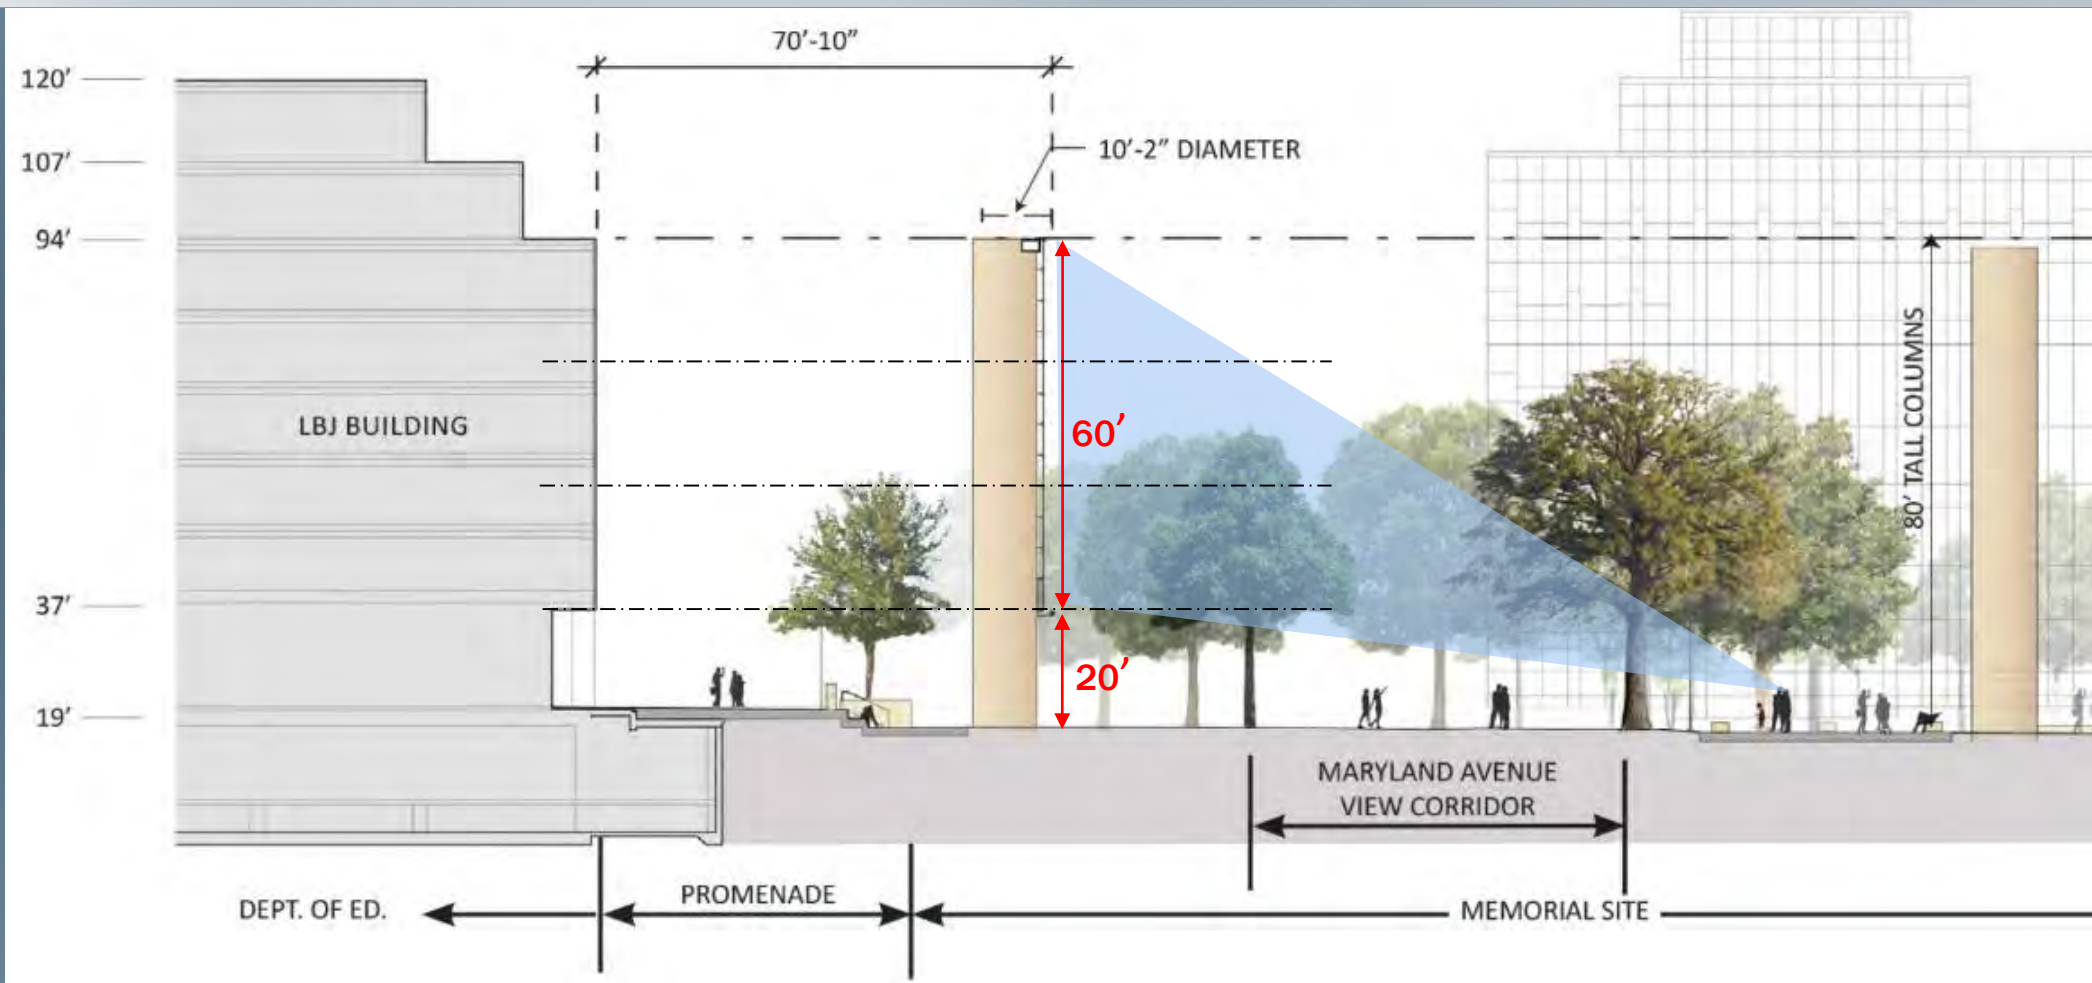 70'-10"
120'
107'
10'-2" DIAMETER
94'
80' TALL COLUMNS
LBJ BUILDING
60'
37'
20'
19'
MARYLAND AVENUE
VIEW CORRIDOR
PROMENADE
DEPT. OF ED.
MEMORIAL SITE